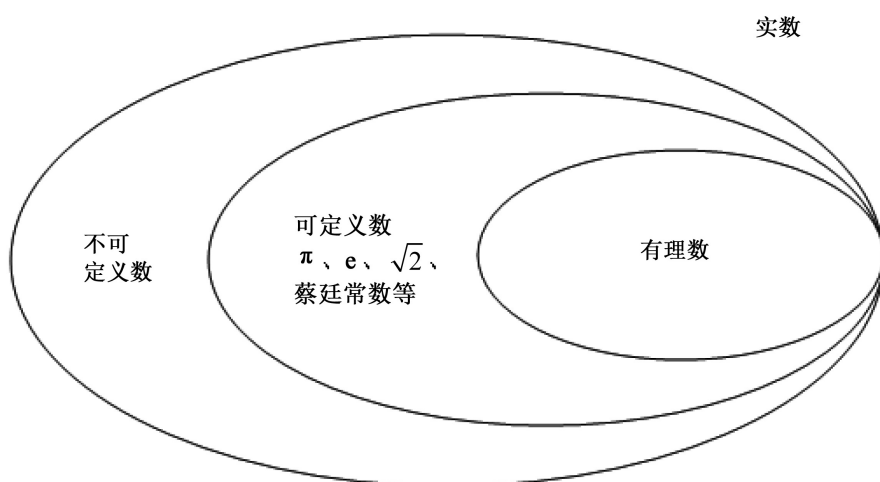 实数
不可
定义数
可定义数
π、e、√2、
蔡廷常数等
有理数